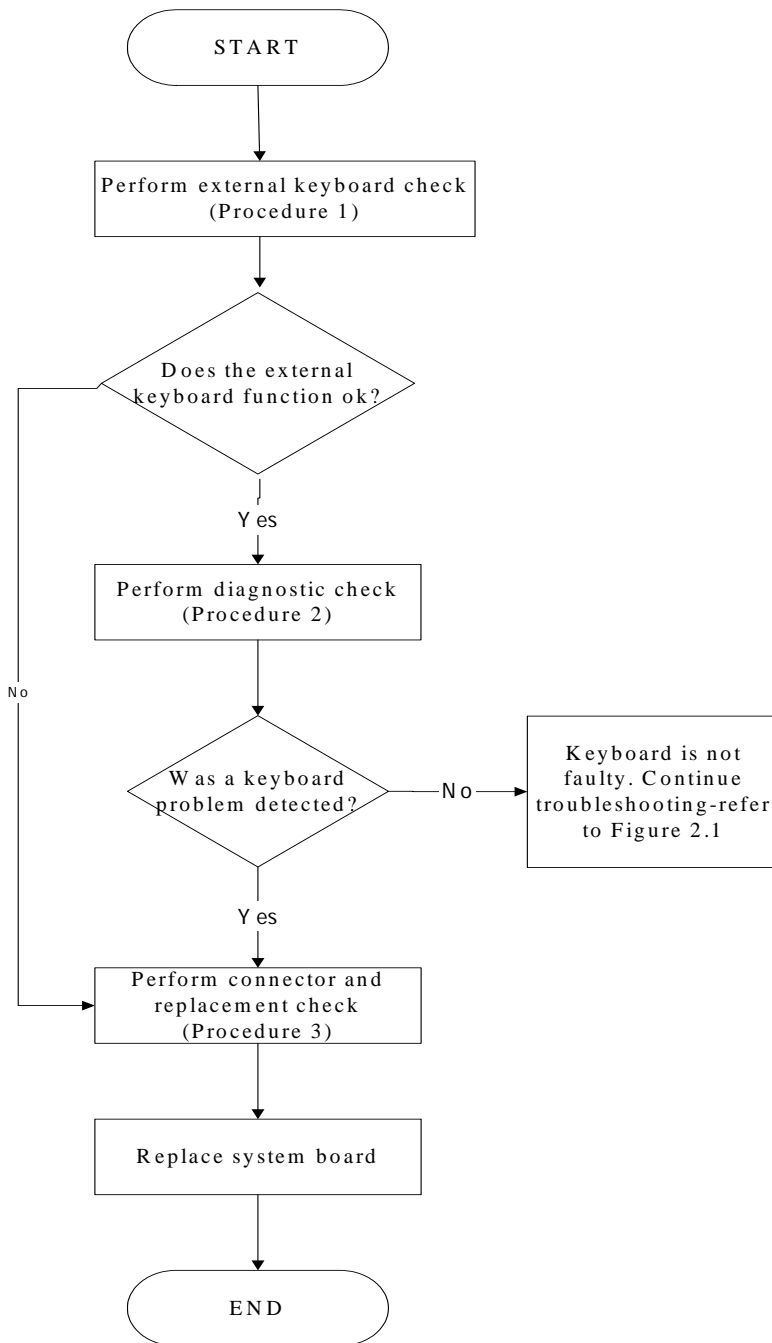 START
Perform external keyboard check
(Procedure 1)
Does the external
keyboard function ok?
Yes
Perform diagnostic check
(Procedure 2)
No
Was a keyboard
problem detected?
No
Keyboard is not
faulty. Continue
troubleshooting-refer
to Figure 2.1
Yes
Perform connector and
replacement check
(Procedure 3)
Replace system board
END